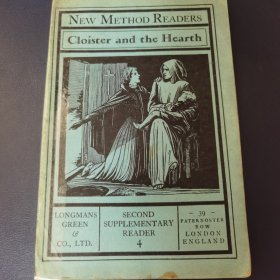 NEW METHOD READERS
Cloister and the Hearth
LONGMANS
GREEN
&
CO., LTD.
SECOND
SUPPLEMENTARY
READER
4
- 39 -
PATERNOSTER
ROW
LONDON
ENGLAND